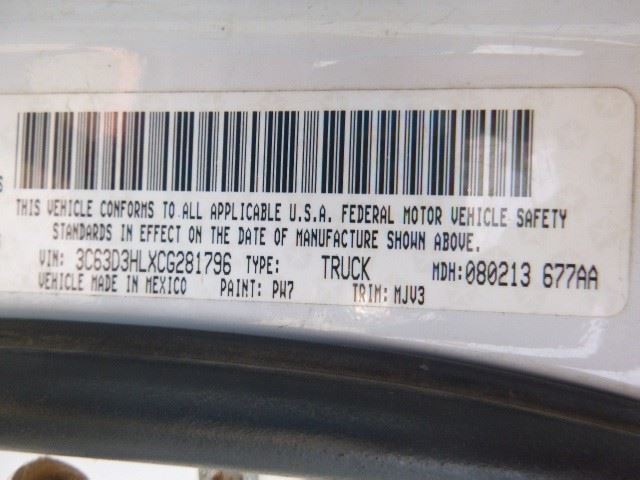 THIS VEHICLE CONFORMS TO ALL APPLICABLE U.S.A. FEDERAL MOTOR VEHICLE SAFETY
STANDARDS IN EFFECT ON THE DATE OF MANUFACTURE SHOWN ABOVE.
VIN: 3C63D3HLXCG281796 TYPE: TRUCK MDH:080213 677AA
VEHICLE MADE IN MEXICO PAINT: PW7 TRIM: MJV3